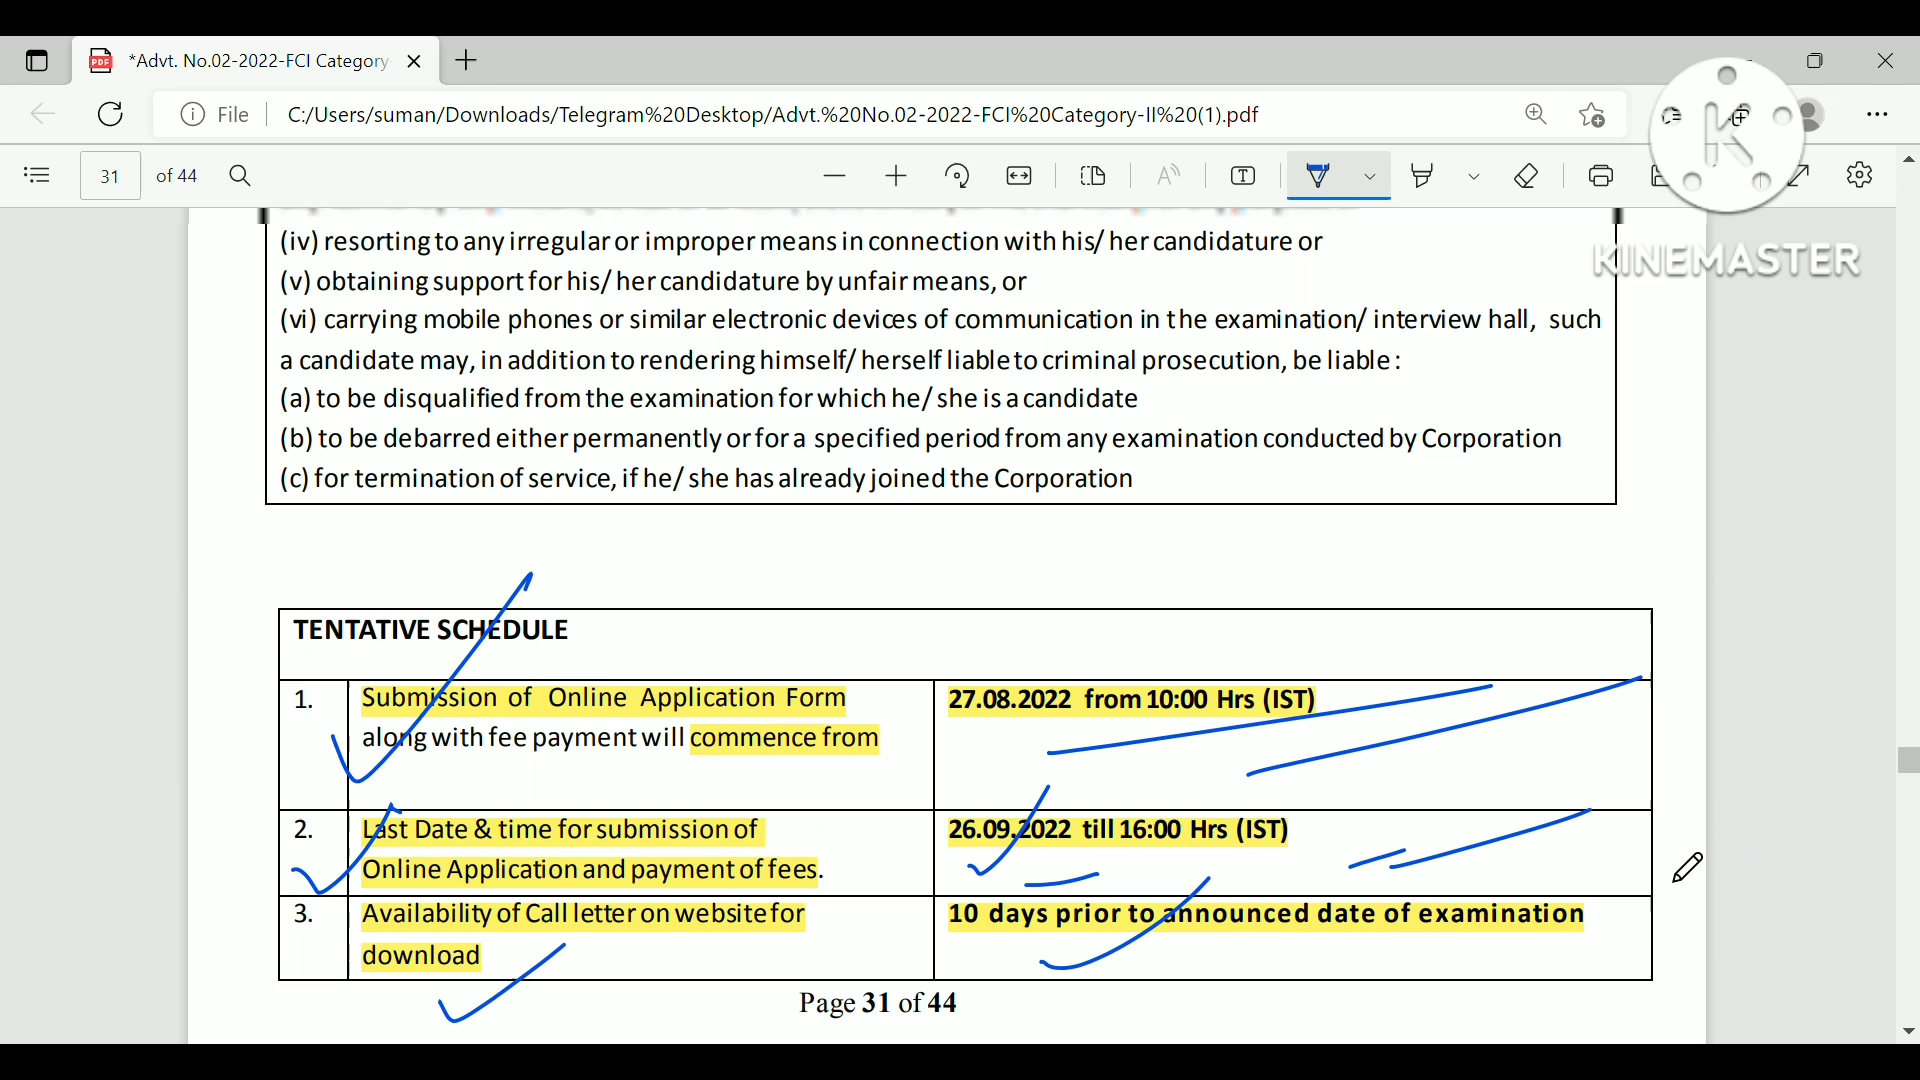 *Advt. No.02-2022-FCI Category
File
C:/Users/suman/Downloads/Telegram%20Desktop/Advt.%20No.02-2022-FCI%20Category-II%20(1).pdf
31 of 44
KINEMASTER
(iv) resorting to any irregular or improper means in connection with his/ her candidature or
(v) obtaining support for his/ her candidature by unfair means, or
(vi) carrying mobile phones or similar electronic devices of communication in the examination/ interview hall, such
a candidate may, in addition to rendering himself/ herself liable to criminal prosecution, be liable :
(a) to be disqualified from the examination for which he/ she is a candidate
(b) to be debarred either permanently or for a specified period from any examination conducted by Corporation
(c) for termination of service, if he/ she has already joined the Corporation
TENTATIVE SCHEDULE
1. Submission of Online Application Form 27.08.2022 from 10:00 Hrs (IST)
along with fee payment will commence from
2. Last Date & time for submission of 26.09.2022 till 16:00 Hrs (IST)
Online Application and payment of fees.
3. Availability of Call letter on website for 10 days prior to announced date of examination
download
Page 31 of 44